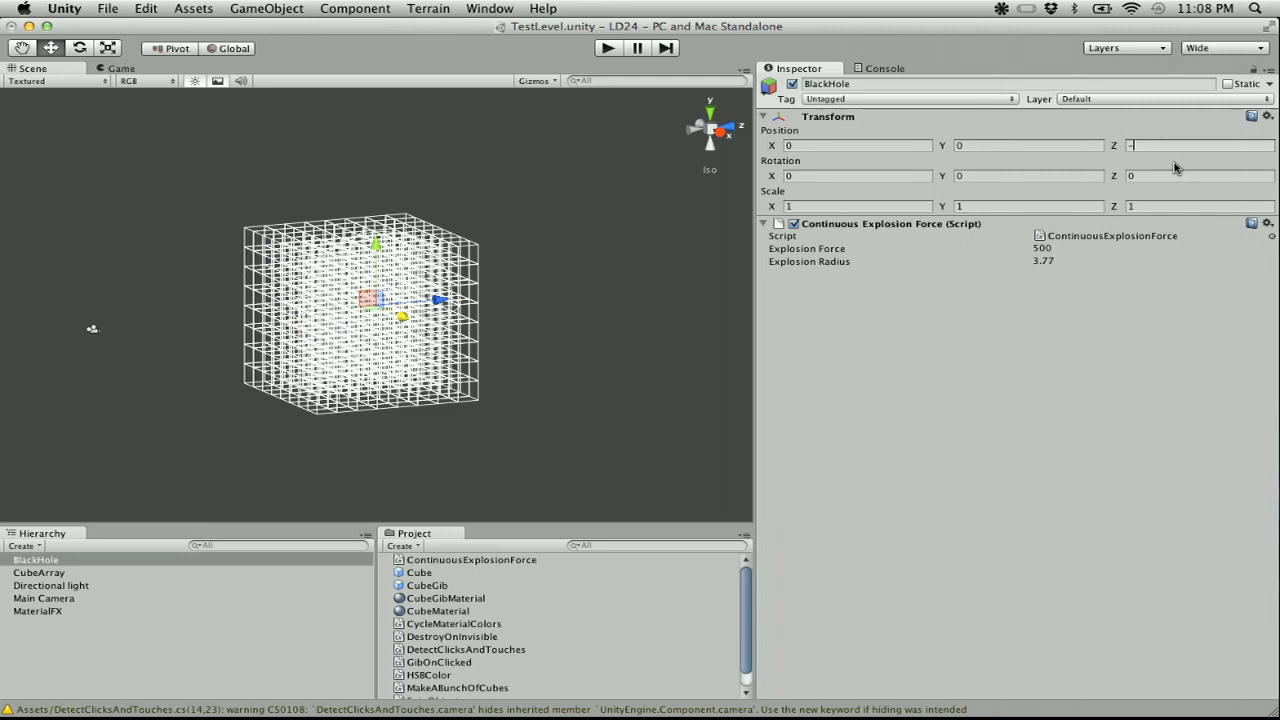 Unity File Edit Assets GameObject Component Terrain Window Help 11:08 PM
TestLevel.unity - LD24 - PC and Mac Standalone
Pivot Global Layers Wide
Scene Game Inspector Console
Textured RGB Gizmos All
BlackHole Static
Tag Untagged Layer Default
Transform
Position
X 0 Y 0 Z -
Rotation
X 0 Y 0 Z 0
Scale
X 1 Y 1 Z 1
Continuous Explosion Force (Script)
Script ContinuousExplosionForce
Explosion Force 500
Explosion Radius 3.77
y
z
x
Iso
Hierarchy
Create All
BlackHole
CubeArray
Directional light
Main Camera
MaterialFX
Project
Create All
ContinuousExplosionForce
Cube
CubeGib
CubeGibMaterial
CubeMaterial
CycleMaterialColors
DestroyOnInvisible
DetectClicksAndTouches
GibOnClicked
HSBColor
MakeABunchOfCubes
Assets/DetectClicksAndTouches.cs(14,23): warning CS0108: `DetectClicksAndTouches.camera' hides inherited member `UnityEngine.Component.camera'. Use the new keyword if hiding was intended